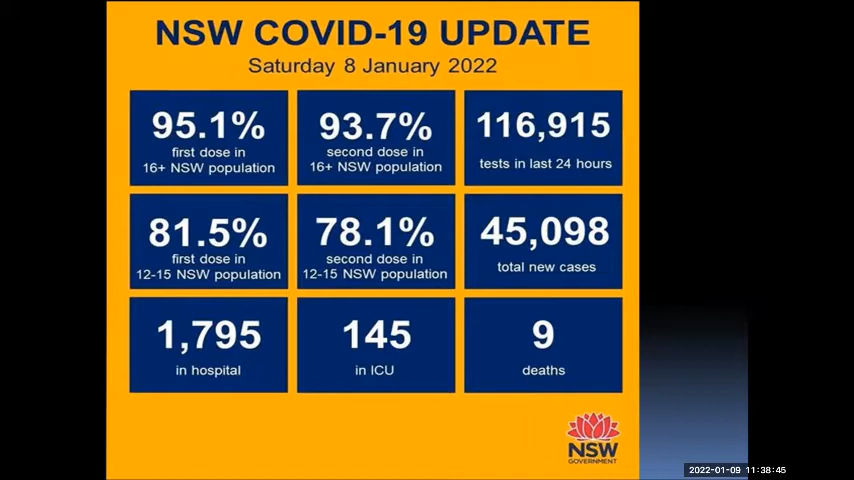 NSW COVID-19 UPDATE
Saturday 8 January 2022
95.1%
first dose in
16+ NSW population
93.7%
second dose in
16+ NSW population
116,915
tests in last 24 hours
81.5%
first dose in
12-15 NSW population
78.1%
second dose in
12-15 NSW population
45,098
total new cases
1,795
in hospital
145
in ICU
9
deaths
NSW
GOVERNMENT
2022-01-09 11:38:45